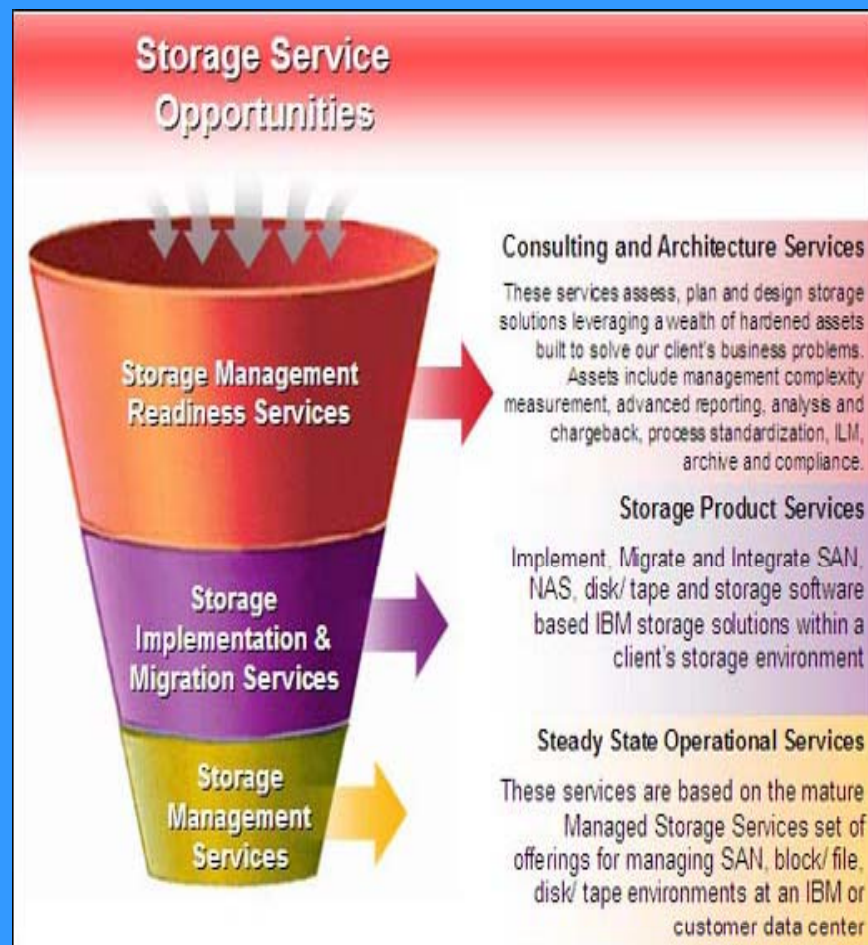 Storage Service
Opportunities
Storage Management
Readiness Services
Consulting and Architecture Services
These services assess, plan and design storage
solutions leveraging a wealth of hardened assets
built to solve our client's business problems.
Assets include management complexity
measurement, advanced reporting, analysis and
chargeback, process standardization, ILM,
archive and compliance.
Storage
Implementation &
Migration Services
Storage Product Services
Implement, Migrate and Integrate SAN,
NAS, disk/ tape and storage software
based IBM storage solutions within a
client's storage environment
Storage
Management
Services
Steady State Operational Services
These services are based on the mature
Managed Storage Services set of
offerings for managing SAN, block/ file,
disk/ tape environments at an IBM or
customer data center